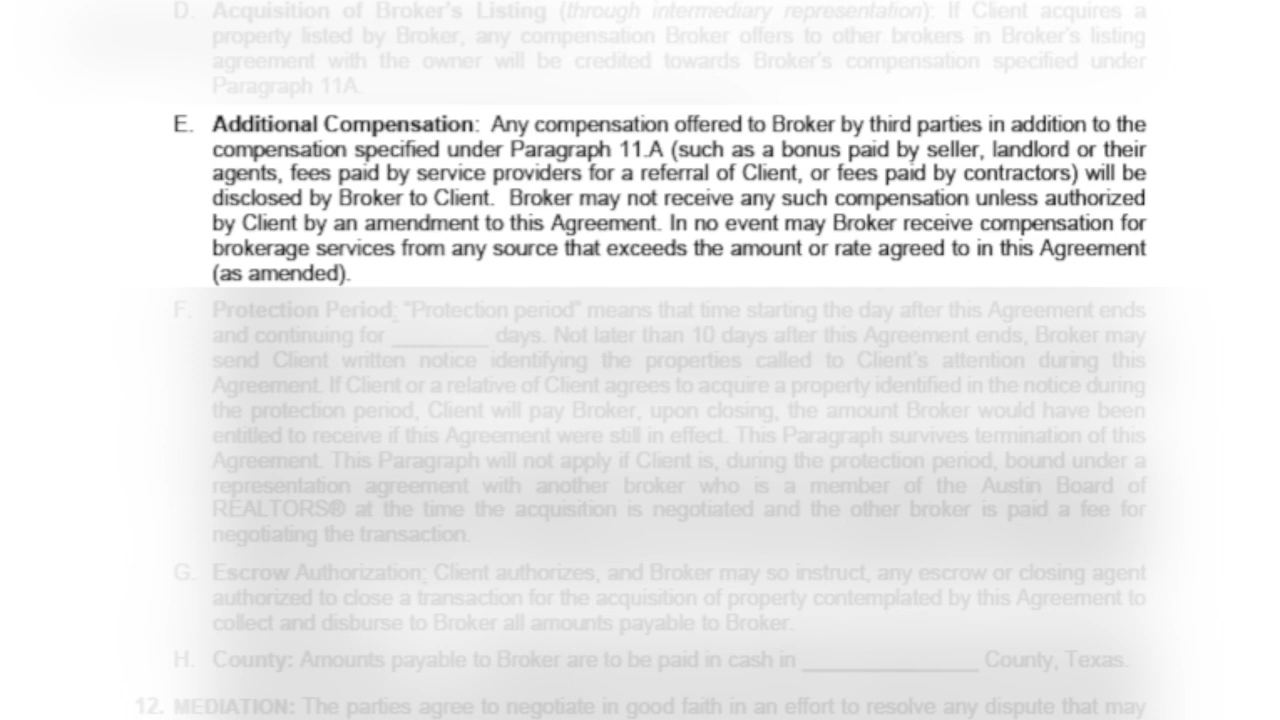 D. Acquisition of Broker's Listing (through intermediary representation): If Client acquires a
property listed by Broker, any compensation Broker offers to other brokers in Broker's listing
agreement with the owner will be credited towards Broker's compensation specified under
Paragraph 11A.
E. Additional Compensation: Any compensation offered to Broker by third parties in addition to the
compensation specified under Paragraph 11.A (such as a bonus paid by seller, landlord or their
agents, fees paid by service providers for a referral of Client, or fees paid by contractors) will be
disclosed by Broker to Client. Broker may not receive any such compensation unless authorized
by Client by an amendment to this Agreement. In no event may Broker receive compensation for
brokerage services from any source that exceeds the amount or rate agreed to in this Agreement
(as amended).
F. Protection Period: "Protection period" means that time starting the day after this Agreement ends
and continuing for ________ days. Not later than 10 days after this Agreement ends, Broker may
send Client written notice identifying the properties called to Client's attention during this
Agreement. If Client or a relative of Client agrees to acquire a property identified in the notice during
the protection period, Client will pay Broker, upon closing, the amount Broker would have been
entitled to receive if this Agreement were still in effect. This Paragraph survives termination of this
Agreement. This Paragraph will not apply if Client is, during the protection period, bound under a
representation agreement with another broker who is a member of the Austin Board of
REALTORS® at the time the acquisition is negotiated and the other broker is paid a fee for
negotiating the transaction.
G. Escrow Authorization: Client authorizes, and Broker may so instruct, any escrow or closing agent
authorized to close a transaction for the acquisition of property contemplated by this Agreement to
collect and disburse to Broker all amounts payable to Broker.
H. County: Amounts payable to Broker are to be paid in cash in ______________ County, Texas.
12. MEDIATION: The parties agree to negotiate in good faith in an effort to resolve any dispute that may